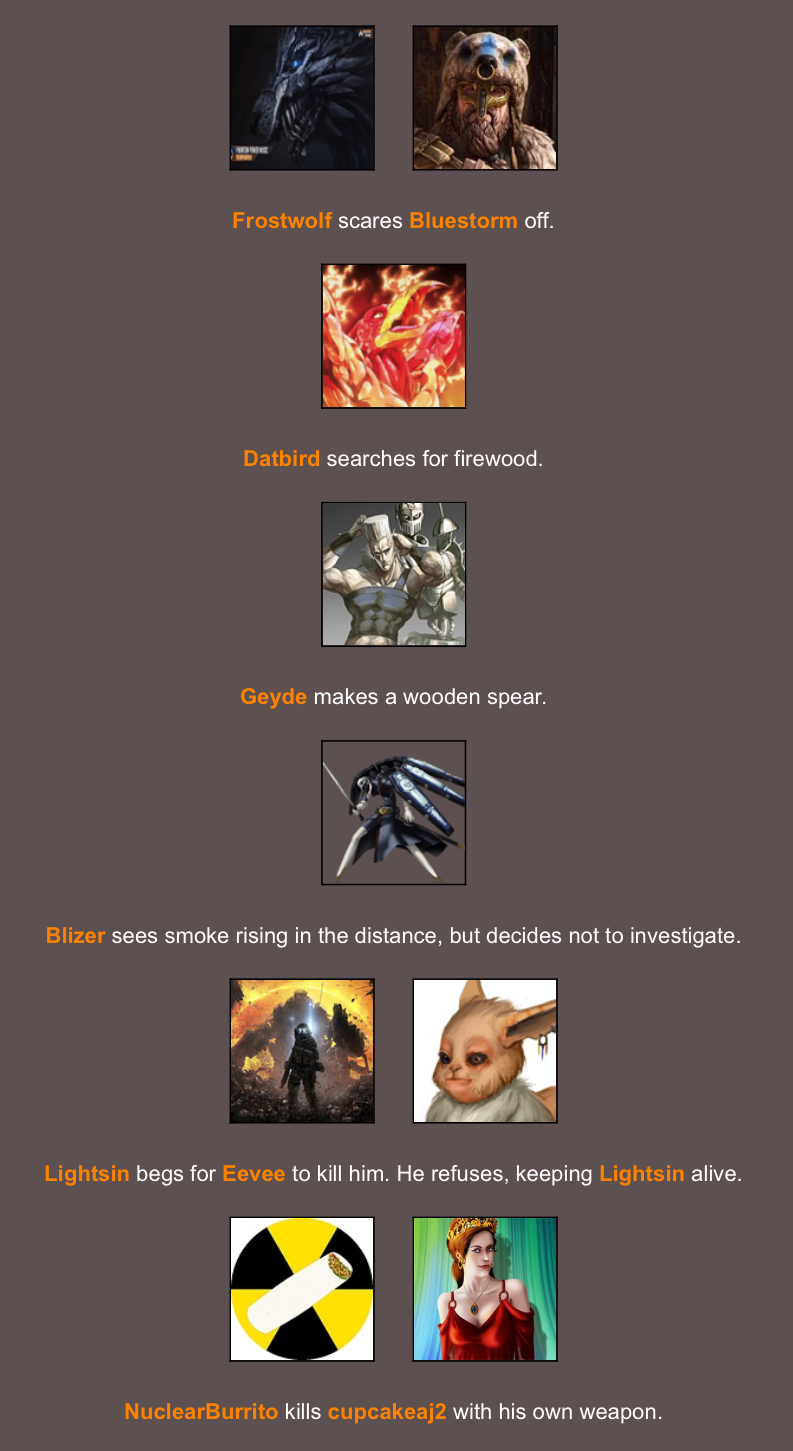 Frostwolf scares Bluestorm off.
Datbird searches for firewood.
Geyde makes a wooden spear.
Blizer sees smoke rising in the distance, but decides not to investigate.
Lightsin begs for Eevee to kill him. He refuses, keeping Lightsin alive.
NuclearBurrito kills cupcakeaj2 with his own weapon.